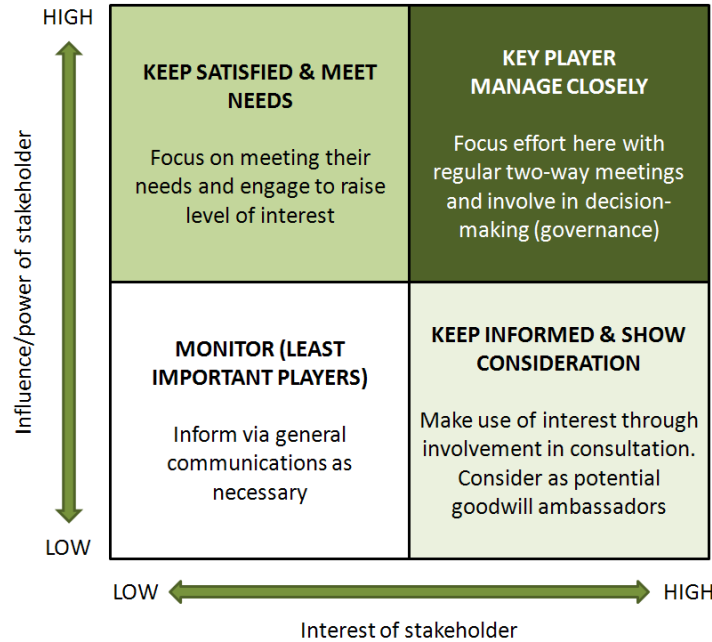 HIGH
KEEP SATISFIED & MEET
NEEDS
Focus on meeting their
needs and engage to raise
level of interest
KEY PLAYER
MANAGE CLOSELY
Focus effort here with
regular two-way meetings
and involve in decision-
making (governance)
Influence/power of stakeholder
MONITOR (LEAST
IMPORTANT PLAYERS)
Inform via general
communications as
necessary
KEEP INFORMED & SHOW
CONSIDERATION
Make use of interest through
involvement in consultation.
Consider as potential
goodwill ambassadors
LOW
LOW
HIGH
Interest of stakeholder